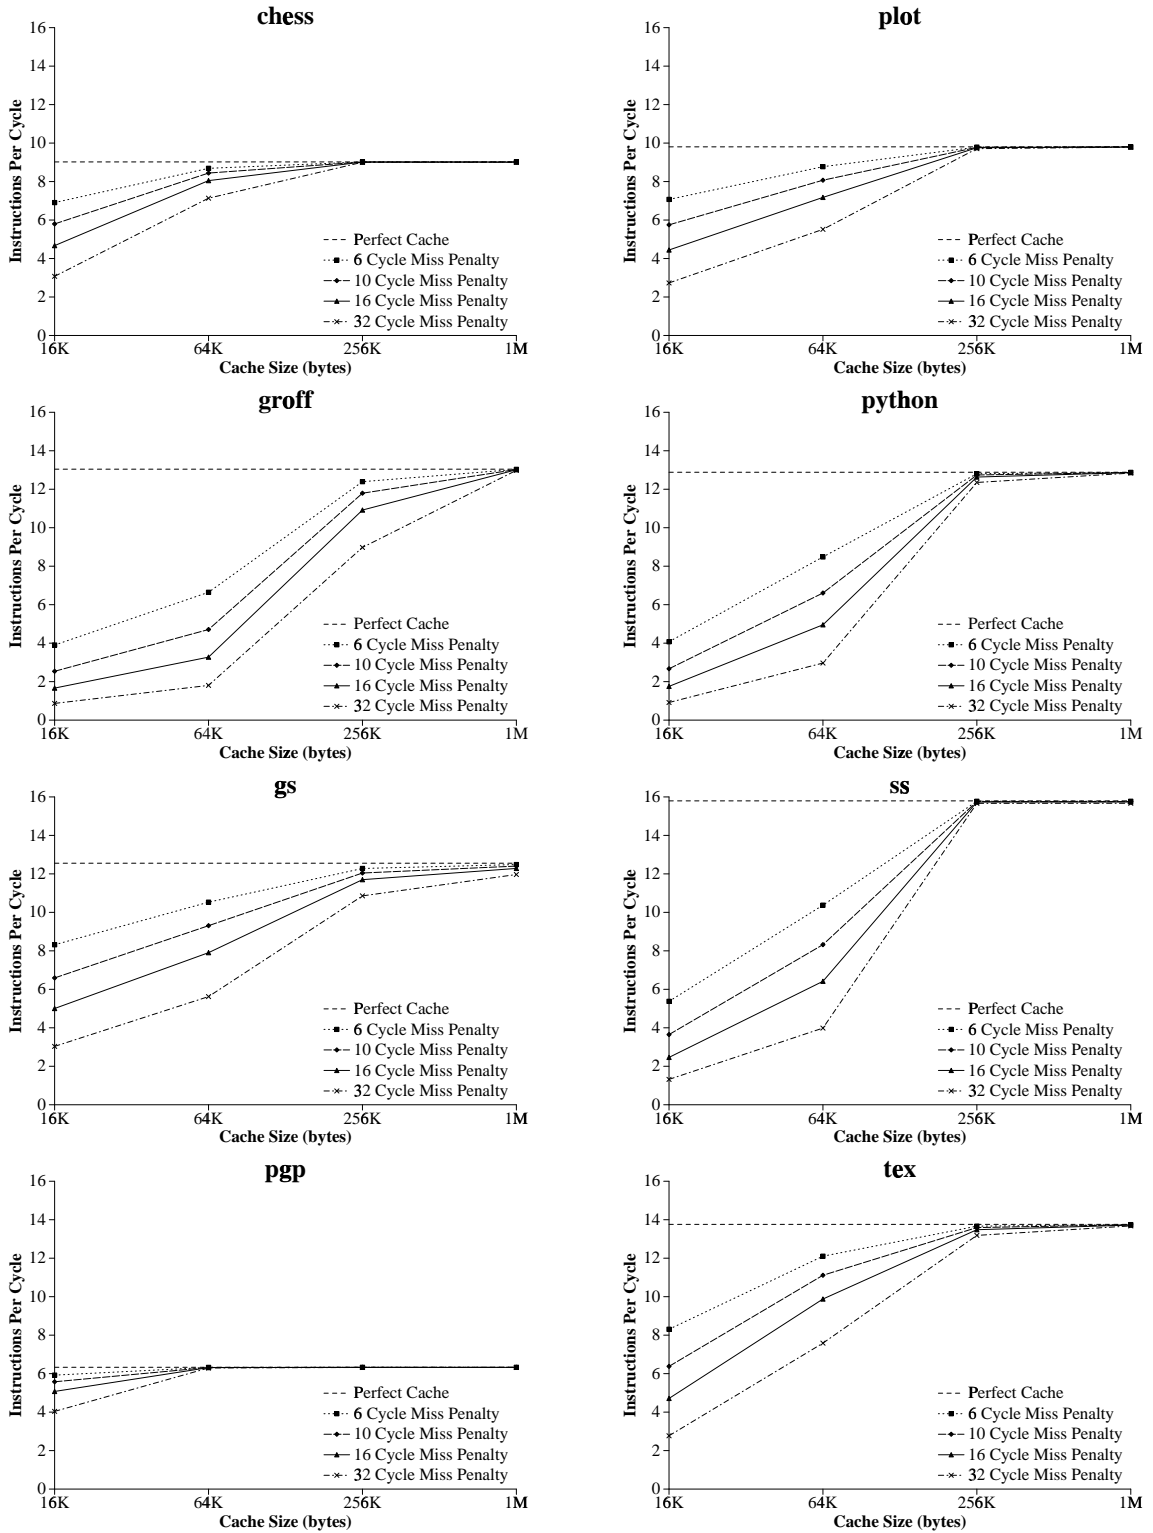 chess
16
14
12
10
8
6
4
2
0
Instructions Per Cycle
Perfect Cache
6 Cycle Miss Penalty
10 Cycle Miss Penalty
16 Cycle Miss Penalty
32 Cycle Miss Penalty
16K 64K 256K 1M
Cache Size (bytes)
plot
16
14
12
10
8
6
4
2
0
Instructions Per Cycle
Perfect Cache
6 Cycle Miss Penalty
10 Cycle Miss Penalty
16 Cycle Miss Penalty
32 Cycle Miss Penalty
16K 64K 256K 1M
Cache Size (bytes)
groff
16
14
12
10
8
6
4
2
0
Instructions Per Cycle
Perfect Cache
6 Cycle Miss Penalty
10 Cycle Miss Penalty
16 Cycle Miss Penalty
32 Cycle Miss Penalty
16K 64K 256K 1M
Cache Size (bytes)
python
16
14
12
10
8
6
4
2
0
Instructions Per Cycle
Perfect Cache
6 Cycle Miss Penalty
10 Cycle Miss Penalty
16 Cycle Miss Penalty
32 Cycle Miss Penalty
16K 64K 256K 1M
Cache Size (bytes)
gs
16
14
12
10
8
6
4
2
0
Instructions Per Cycle
Perfect Cache
6 Cycle Miss Penalty
10 Cycle Miss Penalty
16 Cycle Miss Penalty
32 Cycle Miss Penalty
16K 64K 256K 1M
Cache Size (bytes)
ss
16
14
12
10
8
6
4
2
0
Instructions Per Cycle
Perfect Cache
6 Cycle Miss Penalty
10 Cycle Miss Penalty
16 Cycle Miss Penalty
32 Cycle Miss Penalty
16K 64K 256K 1M
Cache Size (bytes)
pgp
16
14
12
10
8
6
4
2
0
Instructions Per Cycle
Perfect Cache
6 Cycle Miss Penalty
10 Cycle Miss Penalty
16 Cycle Miss Penalty
32 Cycle Miss Penalty
16K 64K 256K 1M
Cache Size (bytes)
tex
16
14
12
10
8
6
4
2
0
Instructions Per Cycle
Perfect Cache
6 Cycle Miss Penalty
10 Cycle Miss Penalty
16 Cycle Miss Penalty
32 Cycle Miss Penalty
16K 64K 256K 1M
Cache Size (bytes)